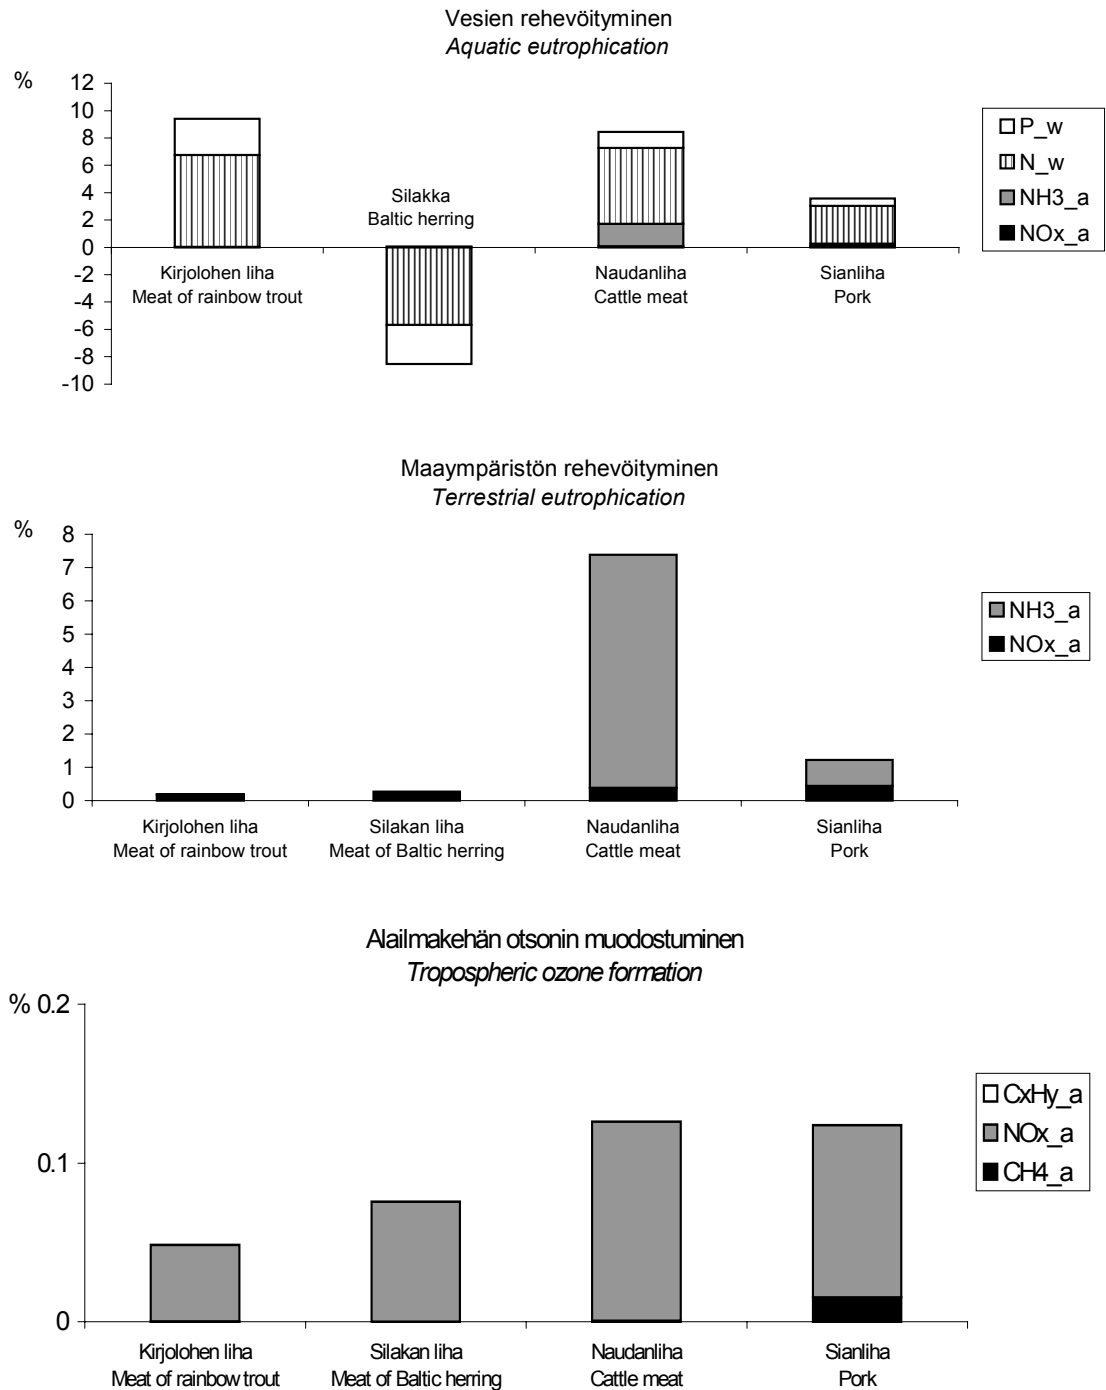 Vesien rehevöityminen
Aquatic eutrophication
%
12
10
8
6
4
2
0
-2
-4
-6
-8
-10
Silakka
Baltic herring
Kirjolohen liha
Meat of rainbow trout
Naudanliha
Cattle meat
Sianliha
Pork
P_w
N_w
NH3_a
NOx_a
Maaympäristön rehevöityminen
Terrestrial eutrophication
%
8
7
6
5
4
3
2
1
0
Kirjolohen liha
Meat of rainbow trout
Silakan liha
Meat of Baltic herring
Naudanliha
Cattle meat
Sianliha
Pork
NH3_a
NOx_a
Alailmakehän otsonin muodostuminen
Tropospheric ozone formation
% 0.2
0.1
0
Kirjolohen liha
Meat of rainbow trout
Silakan liha
Meat of Baltic herring
Naudanliha
Cattle meat
Sianliha
Pork
CxHy_a
NOx_a
CH4_a